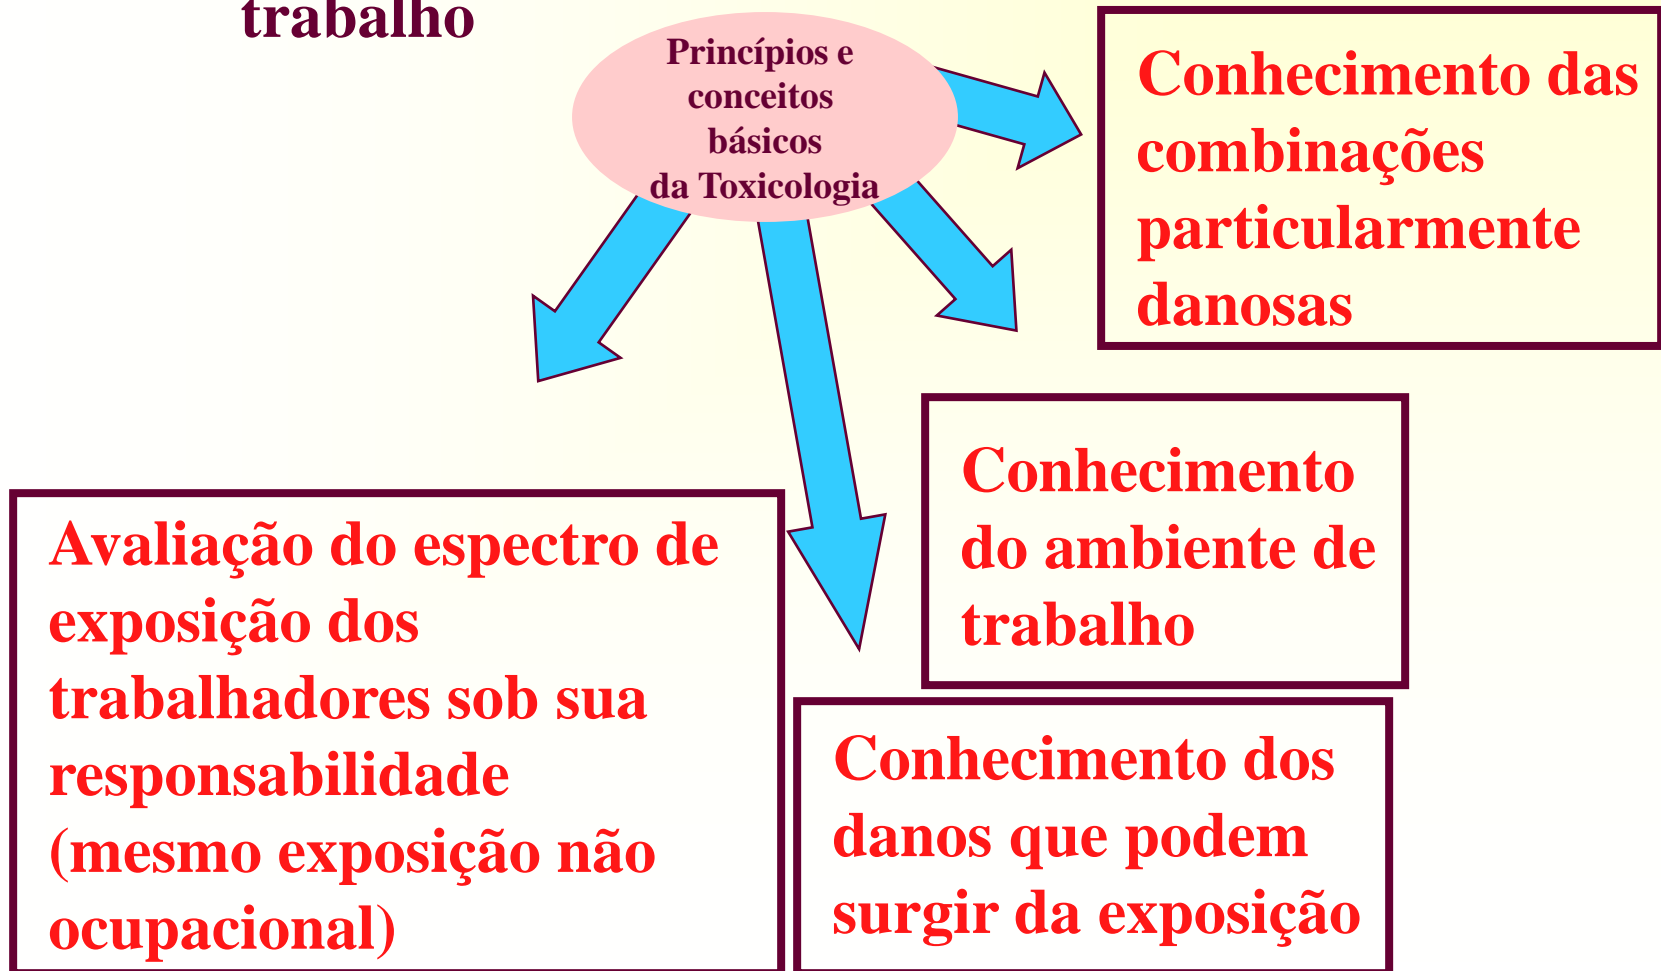 trabalho
Princípios e
conceitos
básicos
da Toxicologia
Conhecimento das
combinações
particularmente
danosas
Conhecimento
do ambiente de
trabalho
Avaliação do espectro de
exposição dos
trabalhadores sob sua
responsabilidade
(mesmo exposição não
ocupacional)
Conhecimento dos
danos que podem
surgir da exposição